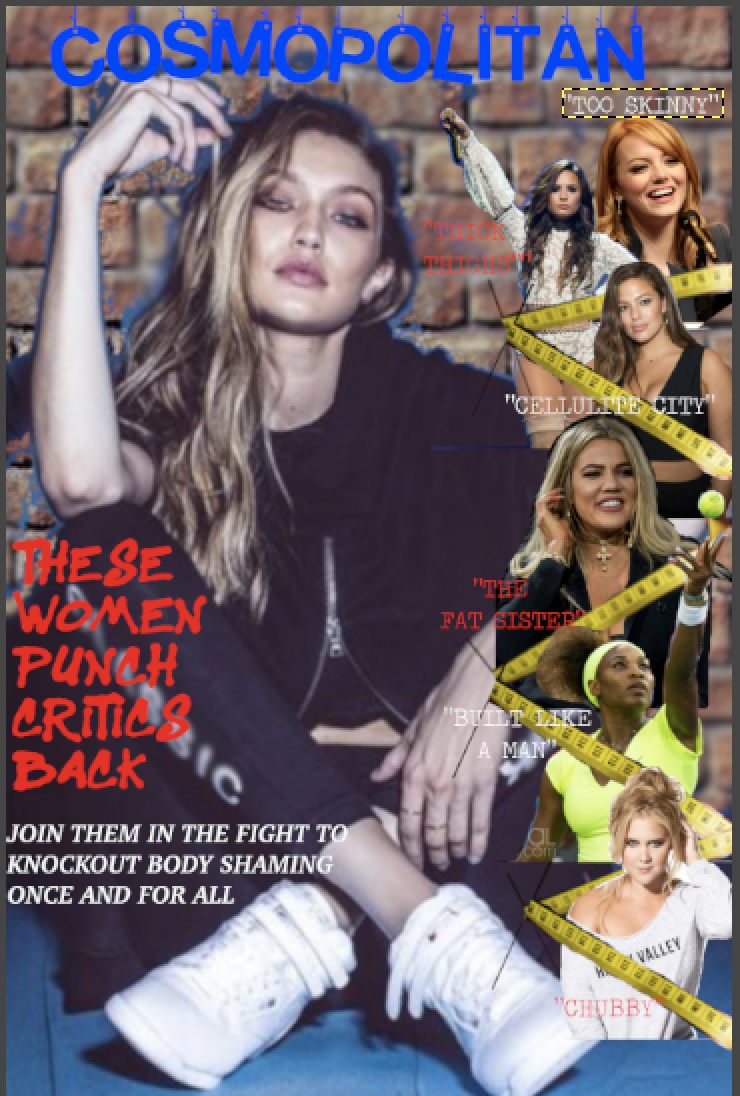 COSMOPOLITAN
"TOO SKINNY"
"THICK
THIGHS"
"CELLULITE CITY"
THESE
WOMEN
PUNCH
CRITICS
BACK
"THE
FAT SISTER"
"BUILT LIKE
A MAN"
JOIN THEM IN THE FIGHT TO
KNOCKOUT BODY SHAMING
ONCE AND FOR ALL
VALLEY
"CHUBBY"